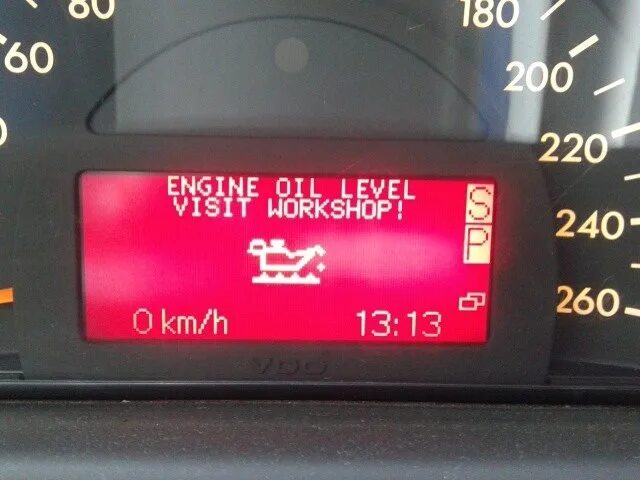 80
60
180
200
220
240
260
ENGINE OIL LEVEL
VISIT WORKSHOP!
S
P
0 km/h
13:13
VDO